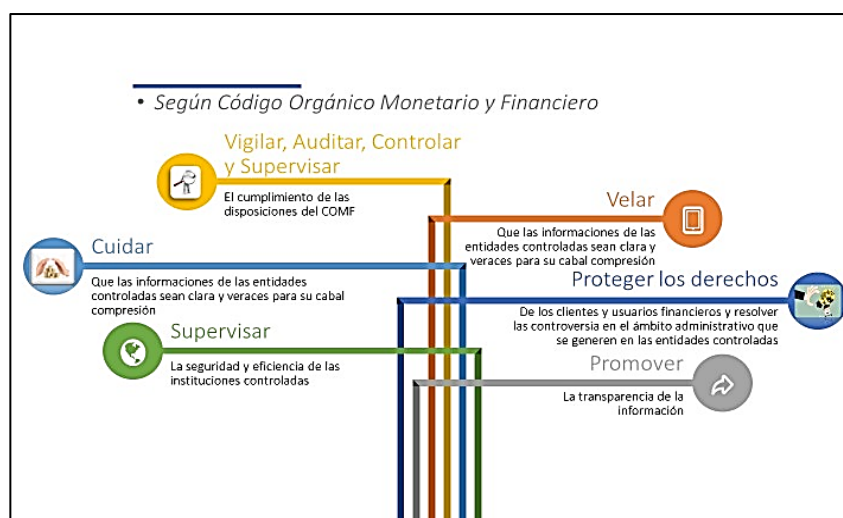 • Según Código Orgánico Monetario y Financiero
Vigilar, Auditar, Controlar
y Supervisar
El cumplimiento de las
disposiciones del COMF
Velar
Que las informaciones de las
entidades controladas sean clara y
veraces para su cabal compresión
Cuidar
Que las informaciones de las entidades
controladas sean clara y veraces para su cabal
compresión
Proteger los derechos
De los clientes y usuarios financieros y resolver
las controversia en el ámbito administrativo que
se generen en las entidades controladas
Supervisar
La seguridad y eficiencia de las
instituciones controladas
Promover
La transparencia de la
información